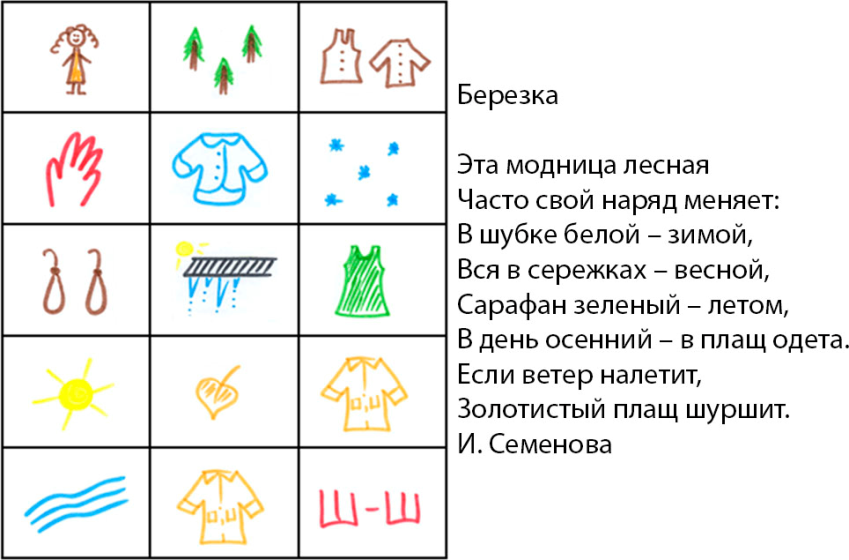 Березка
Эта модница лесная
Часто свой наряд меняет:
В шубке белой – зимой,
Вся в сережках – весной,
Сарафан зеленый – летом,
В день осенний – в плащ одета.
Если ветер налетит,
Золотистый плащ шуршит.
И. Семенова
Ш-Ш